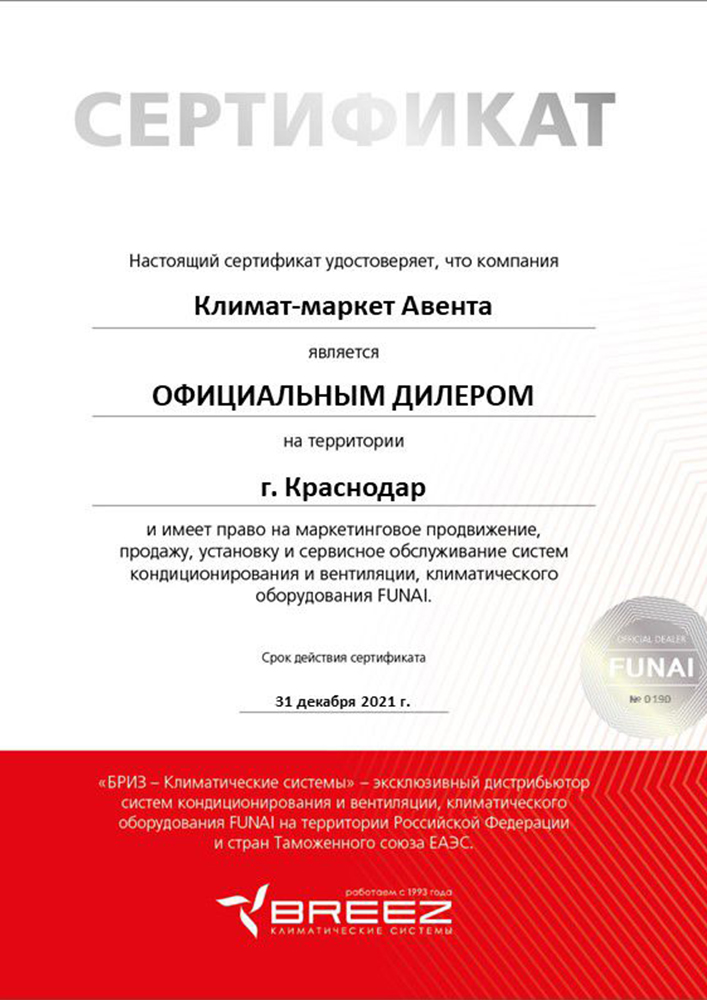 СЕРТИФИКАТ
Настоящий сертификат удостоверяет, что компания
Климат-маркет Авента
является
ОФИЦИАЛЬНЫМ ДИЛЕРОМ
на территории
г. Краснодар
и имеет право на маркетинговое продвижение,
продажу, установку и сервисное обслуживание систем
кондиционирования и вентиляции, климатического
оборудования FUNAI.
OFFICIAL DEALER
FUNAI
№ 0190
Срок действия сертификата
31 декабря 2021 г.
«БРИЗ – Климатические системы» – эксклюзивный дистрибьютор
систем кондиционирования и вентиляции, климатического
оборудования FUNAI на территории Российской Федерации
и стран Таможенного союза ЕАЭС.
работаем с 1993 года
BREEZ
КЛИМАТИЧЕСКИЕ СИСТЕМЫ